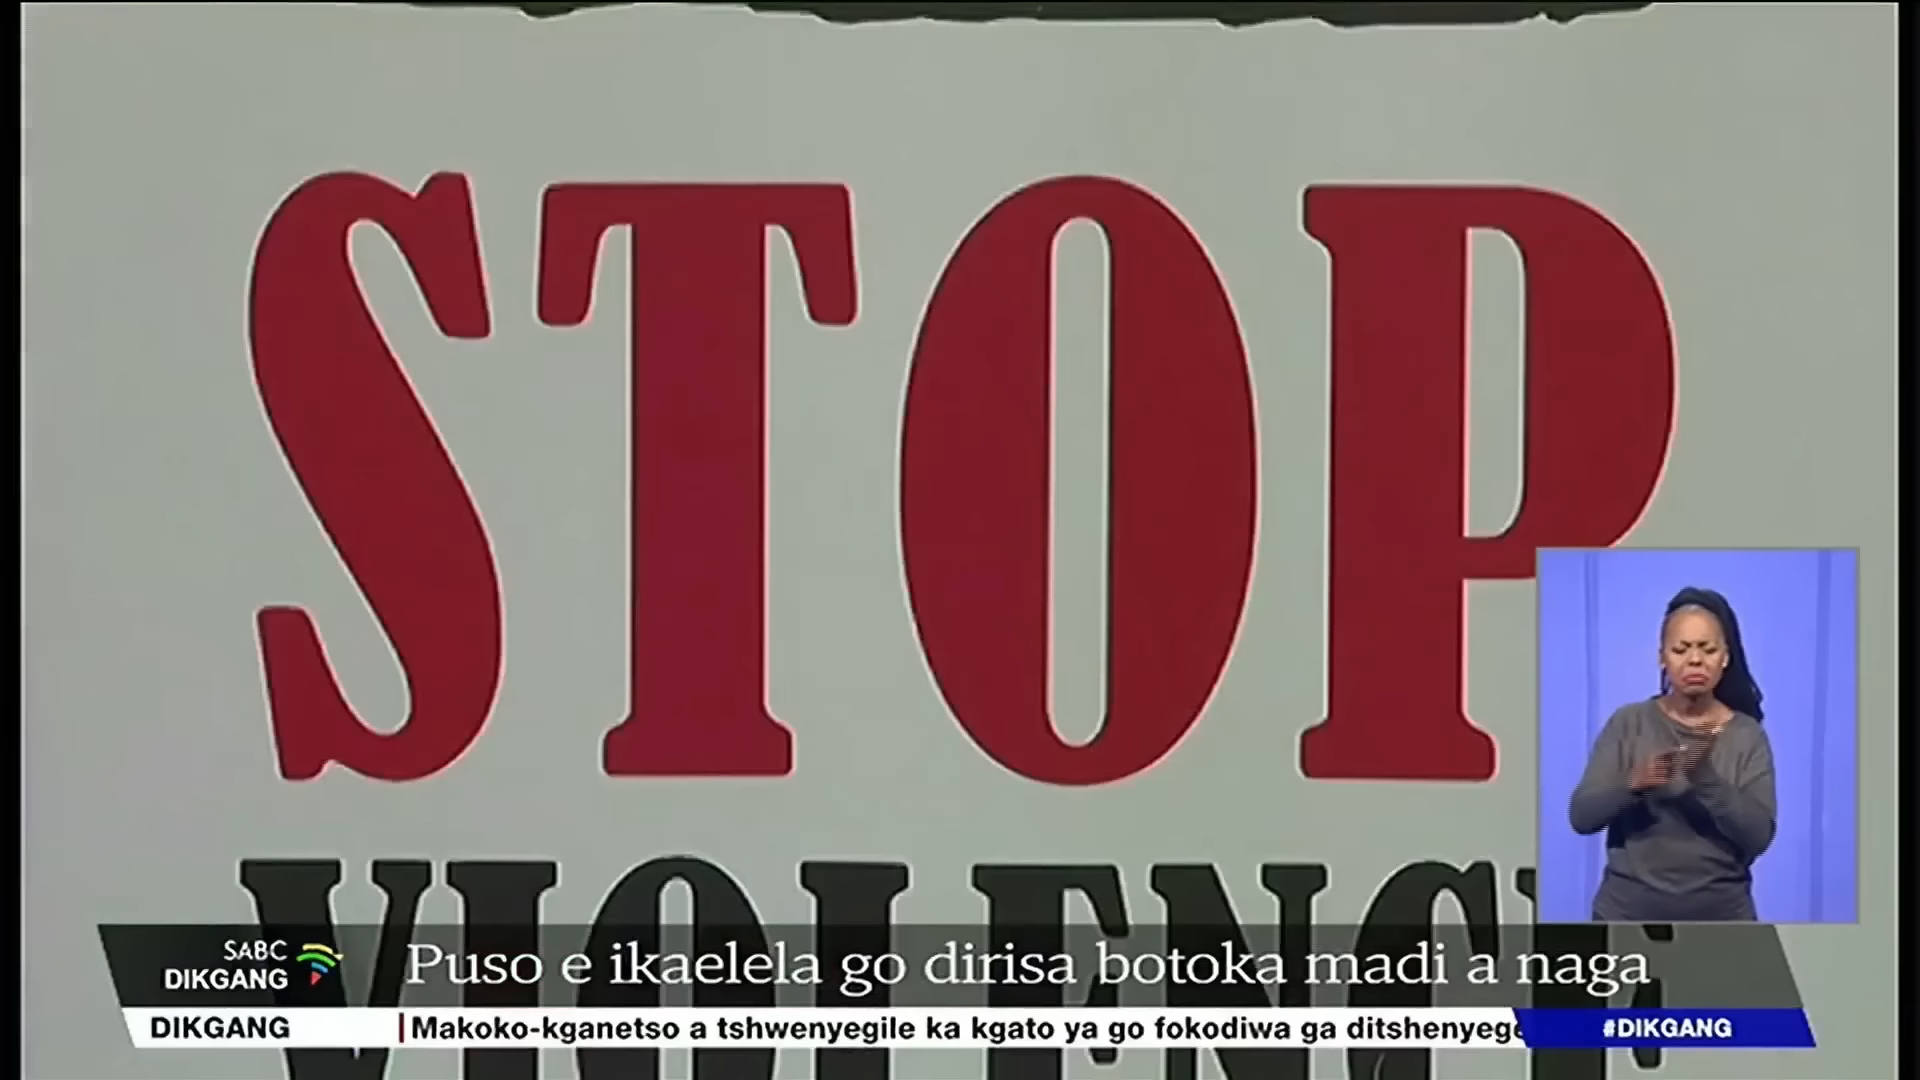 STOP
VIOLENCE
SABC
DIKGANG
Puso e ikaelela go dirisa botoka madi a naga
DIKGANG
Makoko-kganetso a tshwenyegile ka kgato ya go fokodiwa ga ditshenyege
#DIKGANG